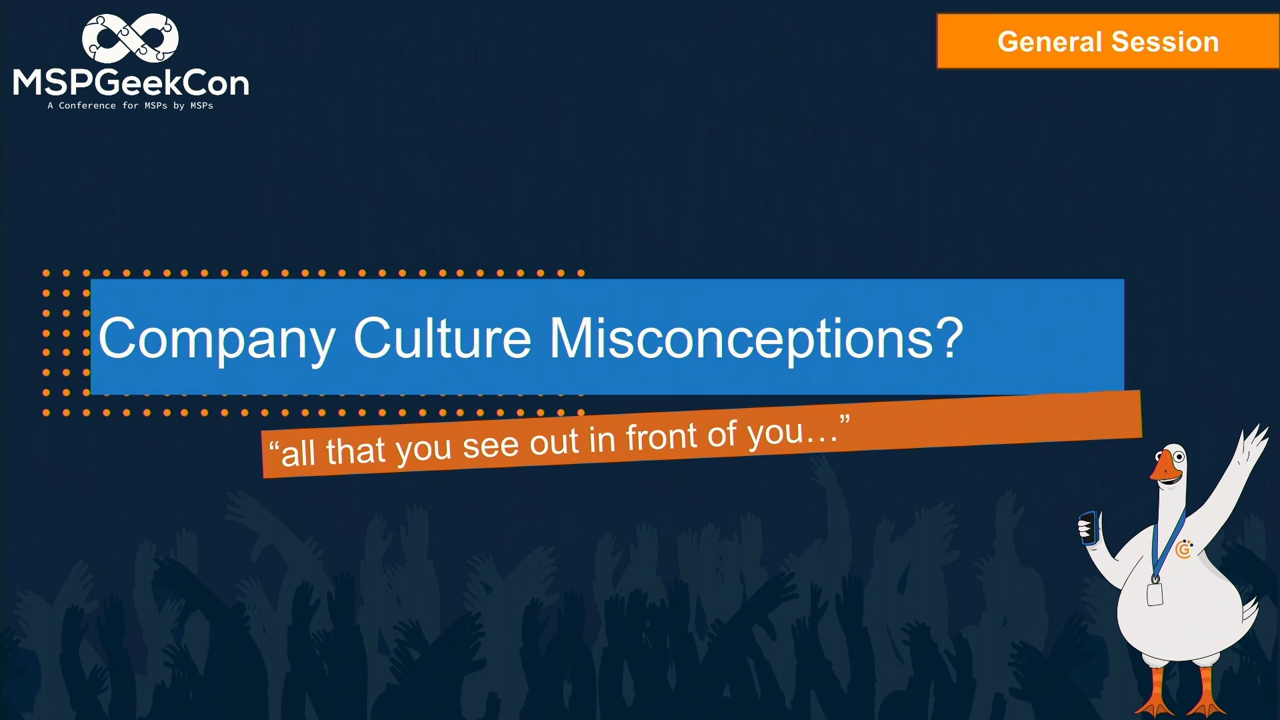 MSPGeekCon
A Conference for MSPs by MSPs
General Session
Company Culture Misconceptions?
“all that you see out in front of you…”
G